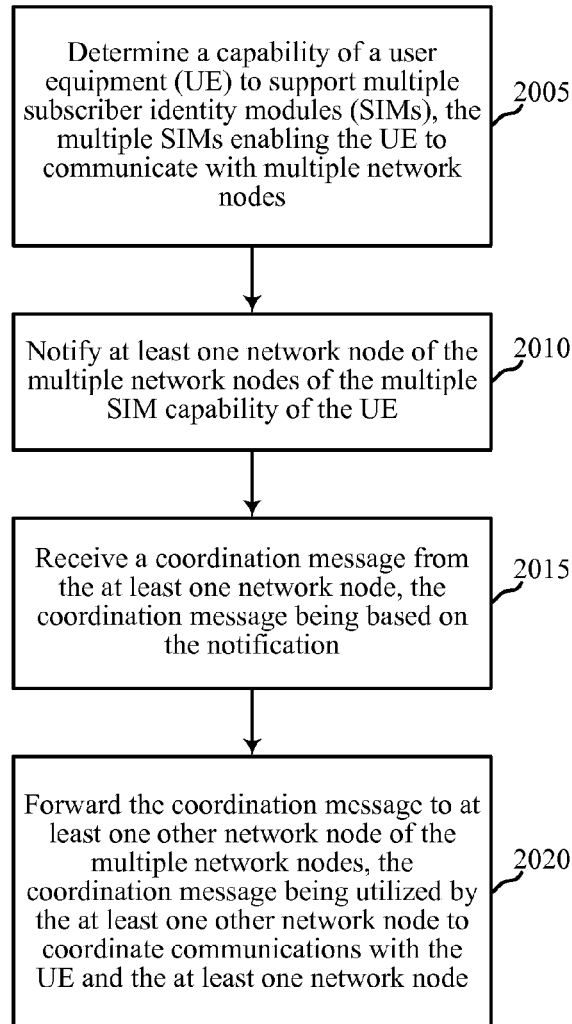 Determine a capability of a user
equipment (UE) to support multiple
subscriber identity modules (SIMs), the
multiple SIMs enabling the UE to
communicate with multiple network
nodes
2005
Notify at least one network node of the
multiple network nodes of the multiple
SIM capability of the UE
2010
Receive a coordination message from
the at least one network node, the
coordination message being based on
the notification
2015
Forward the coordination message to at
least one other network node of the
multiple network nodes, the
coordination message being utilized by
the at least one other network node to
coordinate communications with the
UE and the at least one network node
2020